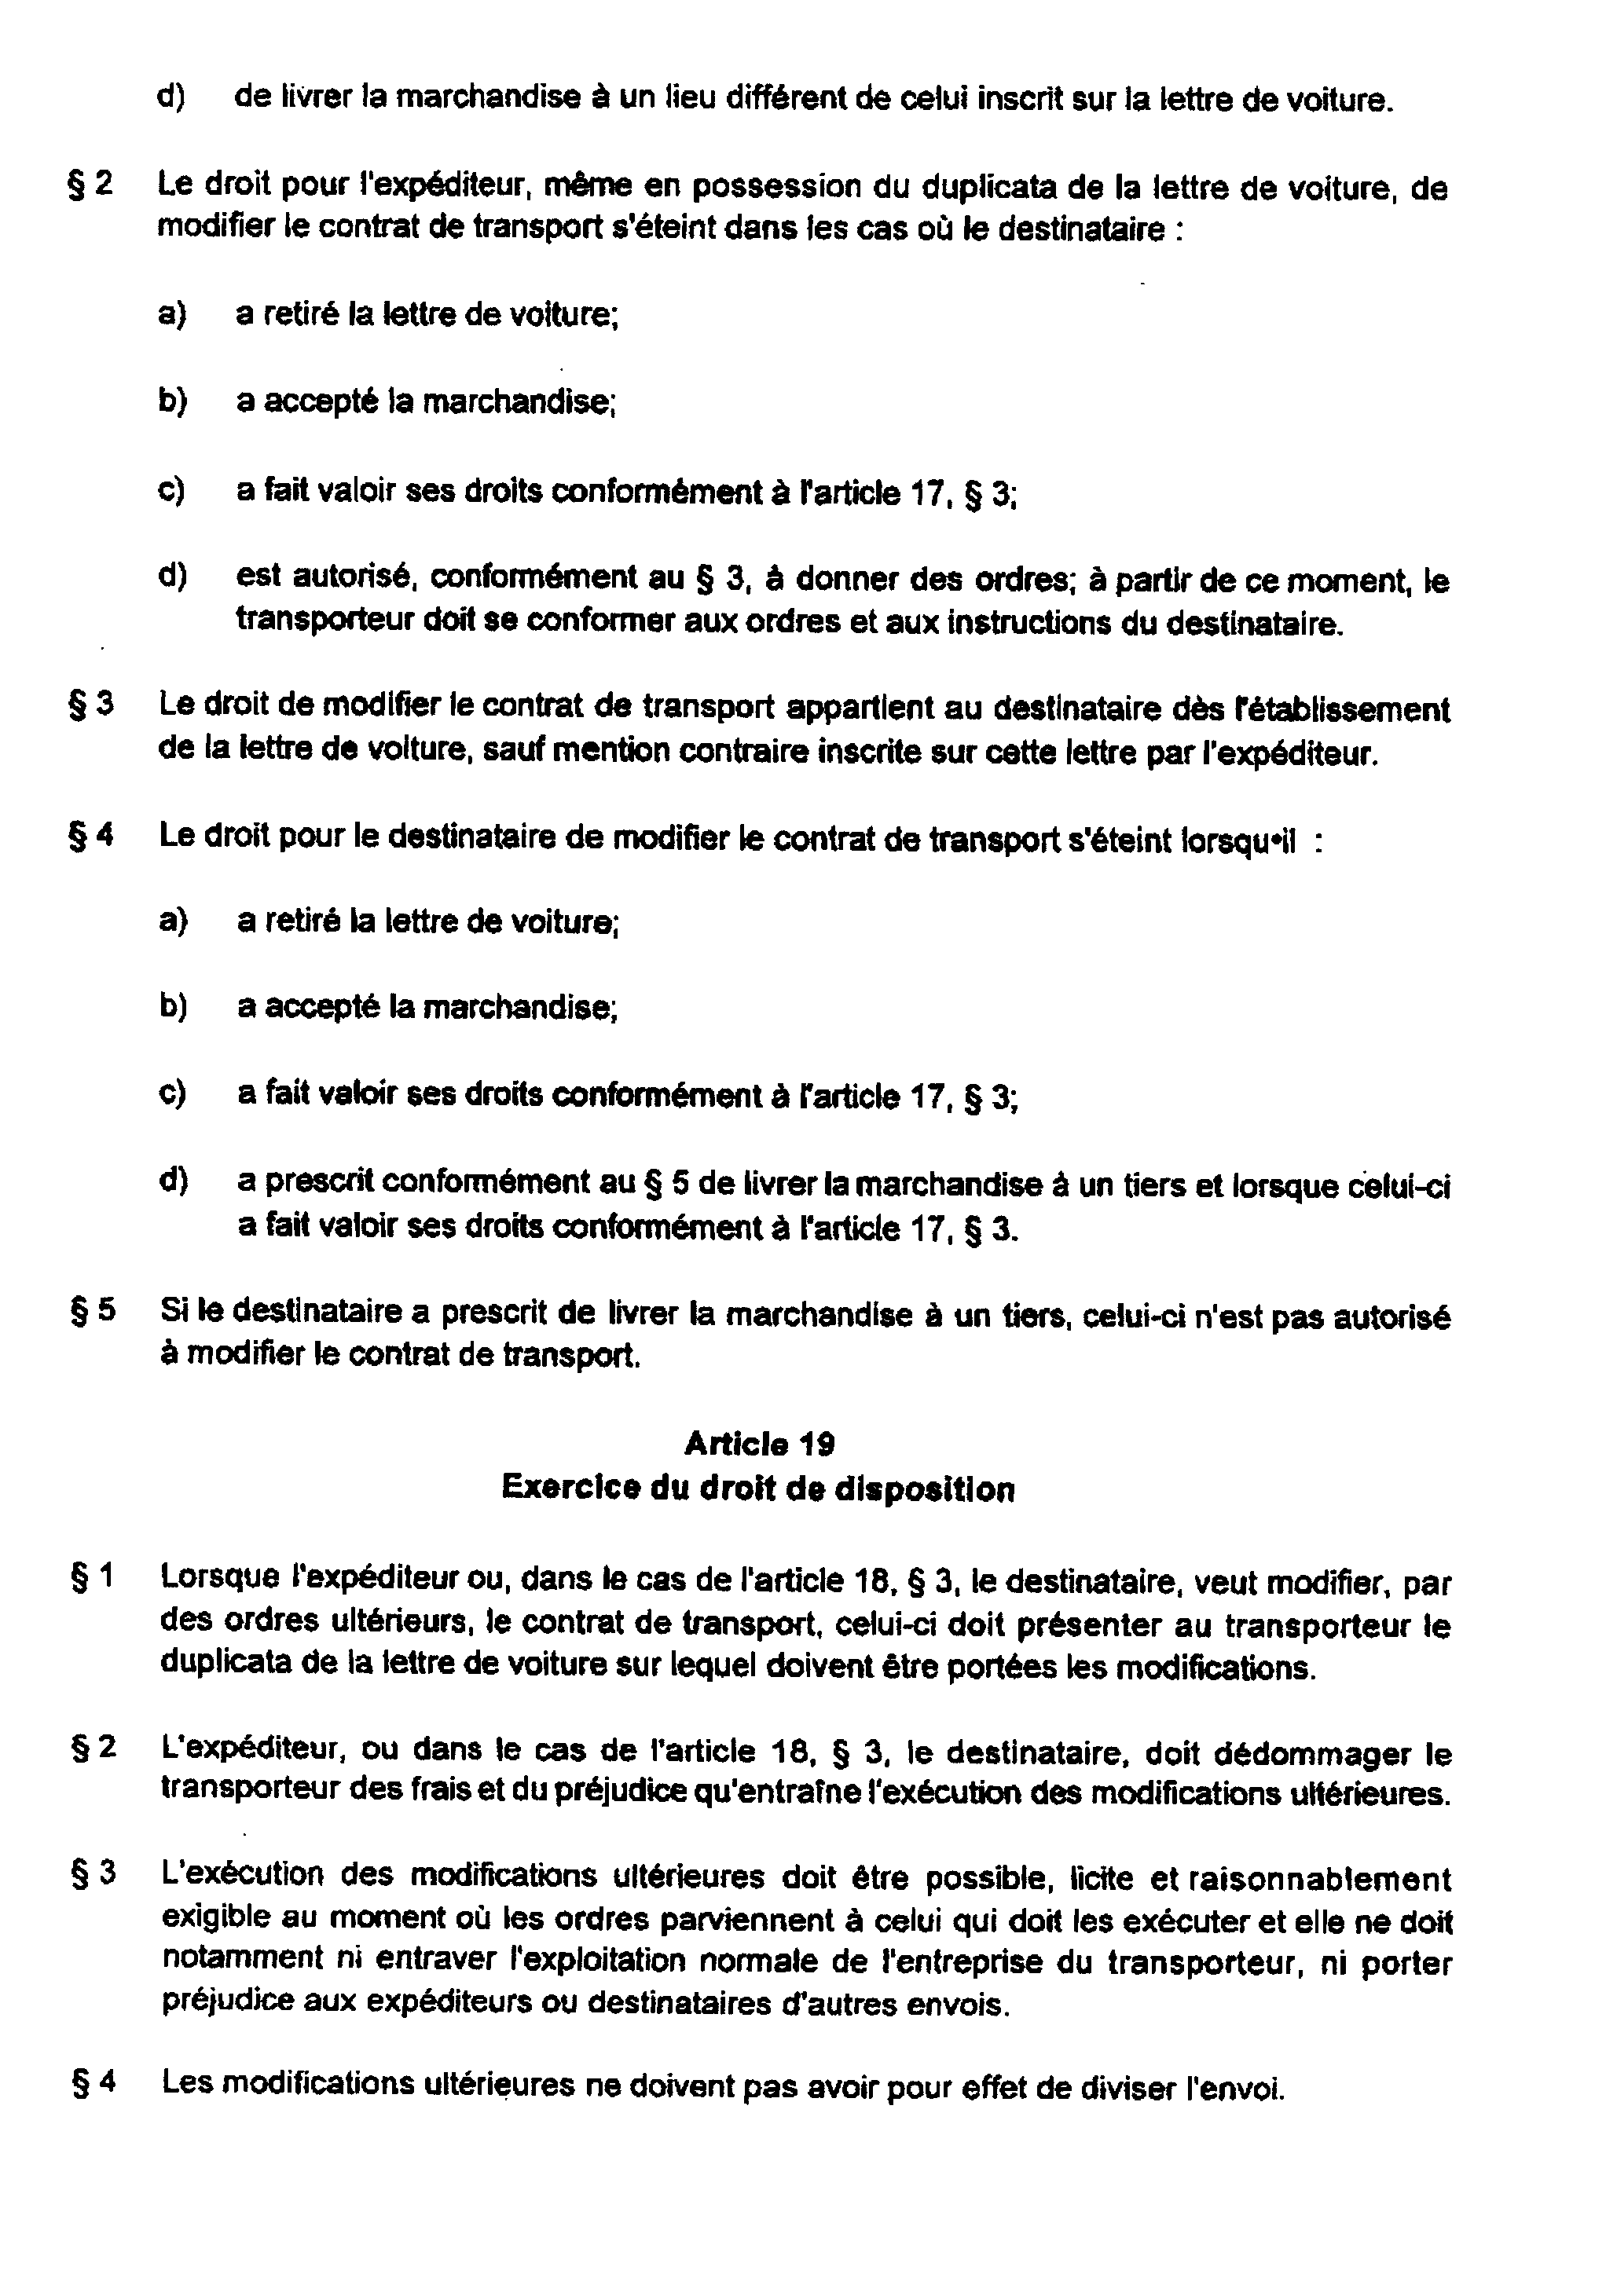 d) de livrer la marchandise à un lieu différent de celui inscrit sur la lettre de voiture.
§ 2 Le droit pour l'expéditeur, même en possession du duplicata de la lettre de voiture, de
modifier le contrat de transport s'éteint dans les cas où le destinataire :
a) a retiré la lettre de voiture;
b) a accepté la marchandise;
c) a fait valoir ses droits conformément à l'article 17, § 3;
d) est autorisé, conformément au § 3, à donner des ordres; à partir de ce moment, le
transporteur doit se conformer aux ordres et aux instructions du destinataire.
§ 3 Le droit de modifier le contrat de transport appartient au destinataire dès l'établissement
de la lettre de voiture, sauf mention contraire inscrite sur cette lettre par l'expéditeur.
§ 4 Le droit pour le destinataire de modifier le contrat de transport s'éteint lorsqu•il :
a) a retiré la lettre de voiture;
b) a accepté la marchandise;
c) a fait valoir ses droits conformément à l'article 17, § 3;
d) a prescrit conformément au § 5 de livrer la marchandise à un tiers et lorsque celui-ci
a fait valoir ses droits conformément à l'article 17, § 3.
§ 5 Si le destinataire a prescrit de livrer la marchandise à un tiers, celui-ci n'est pas autorisé
à modifier le contrat de transport.
Article 19
Exercice du droit de disposition
§ 1 Lorsque l'expéditeur ou, dans le cas de l'article 18, § 3, le destinataire, veut modifier, par
des ordres ultérieurs, le contrat de transport, celui-ci doit présenter au transporteur le
duplicata de la lettre de voiture sur lequel doivent être portées les modifications.
§ 2 L'expéditeur, ou dans le cas de l'article 18, § 3, le destinataire, doit dédommager le
transporteur des frais et du préjudice qu'entraîne l'exécution des modifications ultérieures.
§ 3 L'exécution des modifications ultérieures doit être possible, licite et raisonnablement
exigible au moment où les ordres parviennent à celui qui doit les exécuter et elle ne doit
notamment ni entraver l'exploitation normale de l'entreprise du transporteur, ni porter
préjudice aux expéditeurs ou destinataires d'autres envois.
§ 4 Les modifications ultérieures ne doivent pas avoir pour effet de diviser l'envoi.